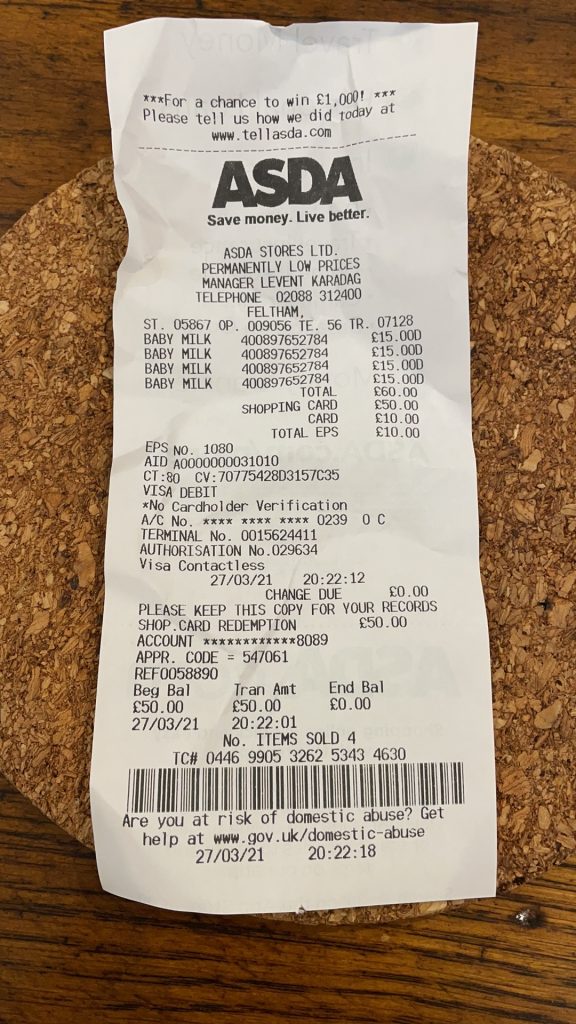 ***For a chance to win £1,000! ***
Please tell us how we did today at
www.tellasda.com
ASDA
Save money. Live better.
ASDA STORES LTD.
PERMANENTLY LOW PRICES
MANAGER LEVENT KARADAG
TELEPHONE 02088 312400
FELTHAM,
ST. 05867 OP. 009056 TE. 56 TR. 07128
BABY MILK 400897652784 £15.00D
BABY MILK 400897652784 £15.00D
BABY MILK 400897652784 £15.00D
BABY MILK 400897652784 £15.00D
TOTAL £60.00
SHOPPING CARD £50.00
CARD £10.00
TOTAL EPS £10.00
EPS No. 1080
AID A0000000031010
CT:80 CV:70775428D3157C35
VISA DEBIT
*No Cardholder Verification
A/C No. **** **** **** 0239 0 C
TERMINAL No. 0015624411
AUTHORISATION No.029634
Visa Contactless
27/03/21 20:22:12
CHANGE DUE £0.00
PLEASE KEEP THIS COPY FOR YOUR RECORDS
SHOP.CARD REDEMPTION £50.00
ACCOUNT ************8089
APPR. CODE = 547061
REF0058890
Beg Bal Tran Amt End Bal
£50.00 £50.00 £0.00
27/03/21 20:22:01
No. ITEMS SOLD 4
TC# 0446 9905 3262 5343 4630
Are you at risk of domestic abuse? Get
help at www.gov.uk/domestic-abuse
27/03/21 20:22:18